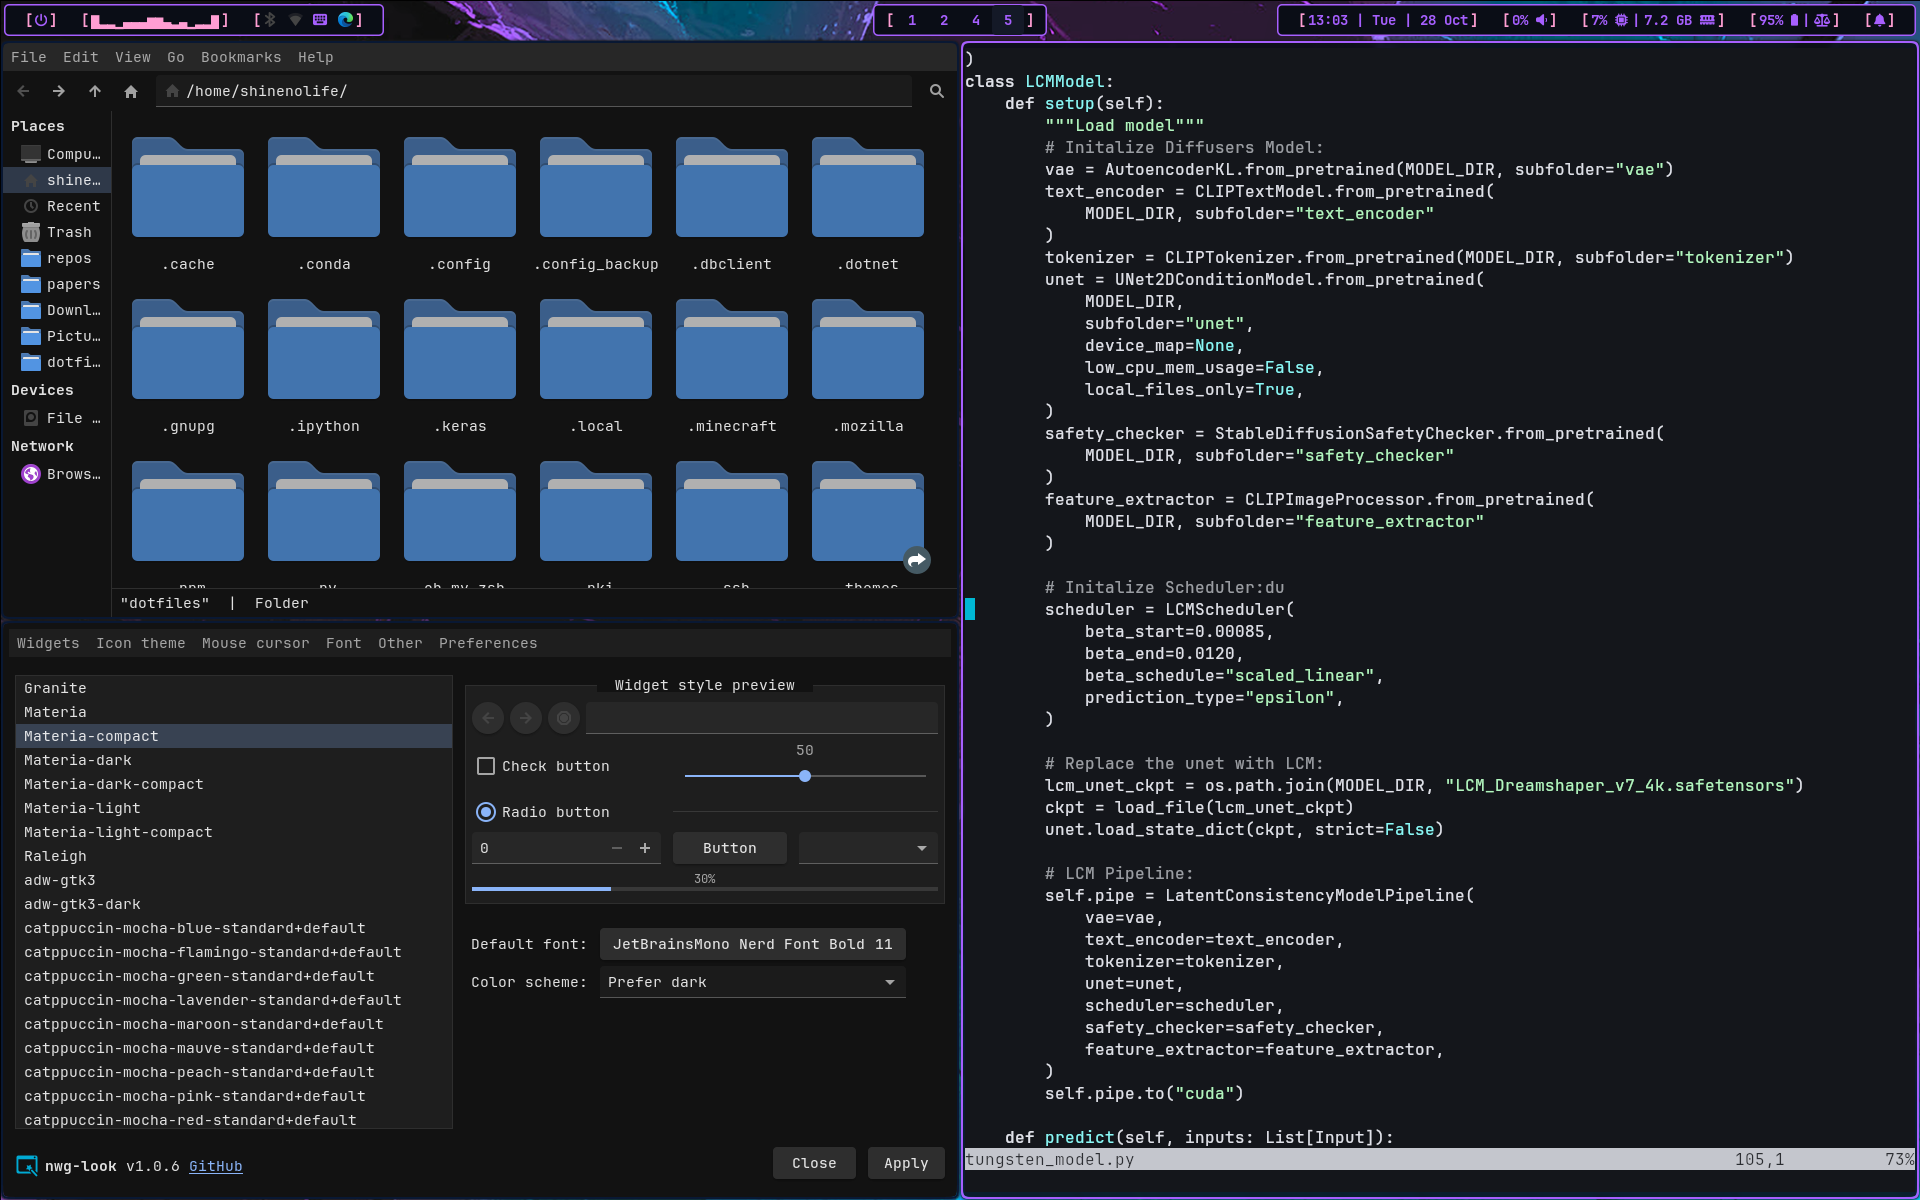 [ ] [ ] [ ]
[ 1 2 4 5 ]
[13:03 | Tue | 28 Oct] [0% ] [7% | 7.2 GB ] [95% | ] [ ]
File Edit View Go Bookmarks Help
/home/shinenolife/
Places
Compu…
shine…
Recent
Trash
repos
papers
Downl…
Pictu…
dotfi…
Devices
File …
Network
Brows…
.cache .conda .config .config_backup .dbclient .dotnet
.gnupg .ipython .keras .local .minecraft .mozilla
"dotfiles" | Folder
Widgets Icon theme Mouse cursor Font Other Preferences
Granite
Materia
Materia-compact
Materia-dark
Materia-dark-compact
Materia-light
Materia-light-compact
Raleigh
adw-gtk3
adw-gtk3-dark
catppuccin-mocha-blue-standard+default
catppuccin-mocha-flamingo-standard+default
catppuccin-mocha-green-standard+default
catppuccin-mocha-lavender-standard+default
catppuccin-mocha-maroon-standard+default
catppuccin-mocha-mauve-standard+default
catppuccin-mocha-peach-standard+default
catppuccin-mocha-pink-standard+default
catppuccin-mocha-red-standard+default
Widget style preview
50
Check button
Radio button
0 − + Button
30%
Default font: JetBrainsMono Nerd Font Bold 11
Color scheme: Prefer dark
nwg-look v1.0.6 GitHub
Close Apply
)
class LCMModel:
    def setup(self):
        """Load model"""
        # Initalize Diffusers Model:
        vae = AutoencoderKL.from_pretrained(MODEL_DIR, subfolder="vae")
        text_encoder = CLIPTextModel.from_pretrained(
            MODEL_DIR, subfolder="text_encoder"
        )
        tokenizer = CLIPTokenizer.from_pretrained(MODEL_DIR, subfolder="tokenizer")
        unet = UNet2DConditionModel.from_pretrained(
            MODEL_DIR,
            subfolder="unet",
            device_map=None,
            low_cpu_mem_usage=False,
            local_files_only=True,
        )
        safety_checker = StableDiffusionSafetyChecker.from_pretrained(
            MODEL_DIR, subfolder="safety_checker"
        )
        feature_extractor = CLIPImageProcessor.from_pretrained(
            MODEL_DIR, subfolder="feature_extractor"
        )
        # Initalize Scheduler:du
        scheduler = LCMScheduler(
            beta_start=0.00085,
            beta_end=0.0120,
            beta_schedule="scaled_linear",
            prediction_type="epsilon",
        )
        # Replace the unet with LCM:
        lcm_unet_ckpt = os.path.join(MODEL_DIR, "LCM_Dreamshaper_v7_4k.safetensors")
        ckpt = load_file(lcm_unet_ckpt)
        unet.load_state_dict(ckpt, strict=False)
        # LCM Pipeline:
        self.pipe = LatentConsistencyModelPipeline(
            vae=vae,
            text_encoder=text_encoder,
            tokenizer=tokenizer,
            unet=unet,
            scheduler=scheduler,
            safety_checker=safety_checker,
            feature_extractor=feature_extractor,
        )
        self.pipe.to("cuda")
    def predict(self, inputs: List[Input]):
tungsten_model.py 105,1 73%